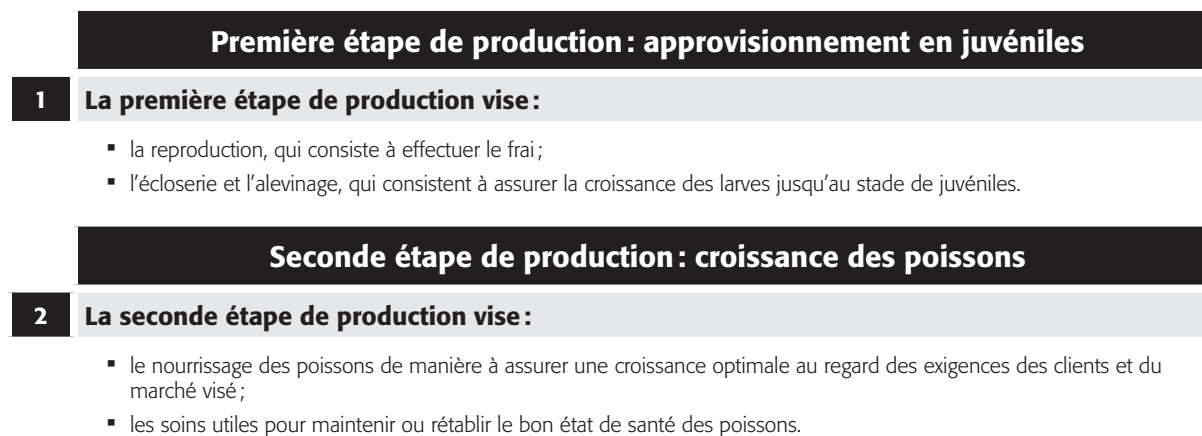 Première étape de production : approvisionnement en juvéniles
1 La première étape de production vise :
▪ la reproduction, qui consiste à effectuer le frai ;
▪ l'écloserie et l'alevinage, qui consistent à assurer la croissance des larves jusqu'au stade de juvéniles.
Seconde étape de production : croissance des poissons
2 La seconde étape de production vise :
▪ le nourrissage des poissons de manière à assurer une croissance optimale au regard des exigences des clients et du
marché visé ;
▪ les soins utiles pour maintenir ou rétablir le bon état de santé des poissons.